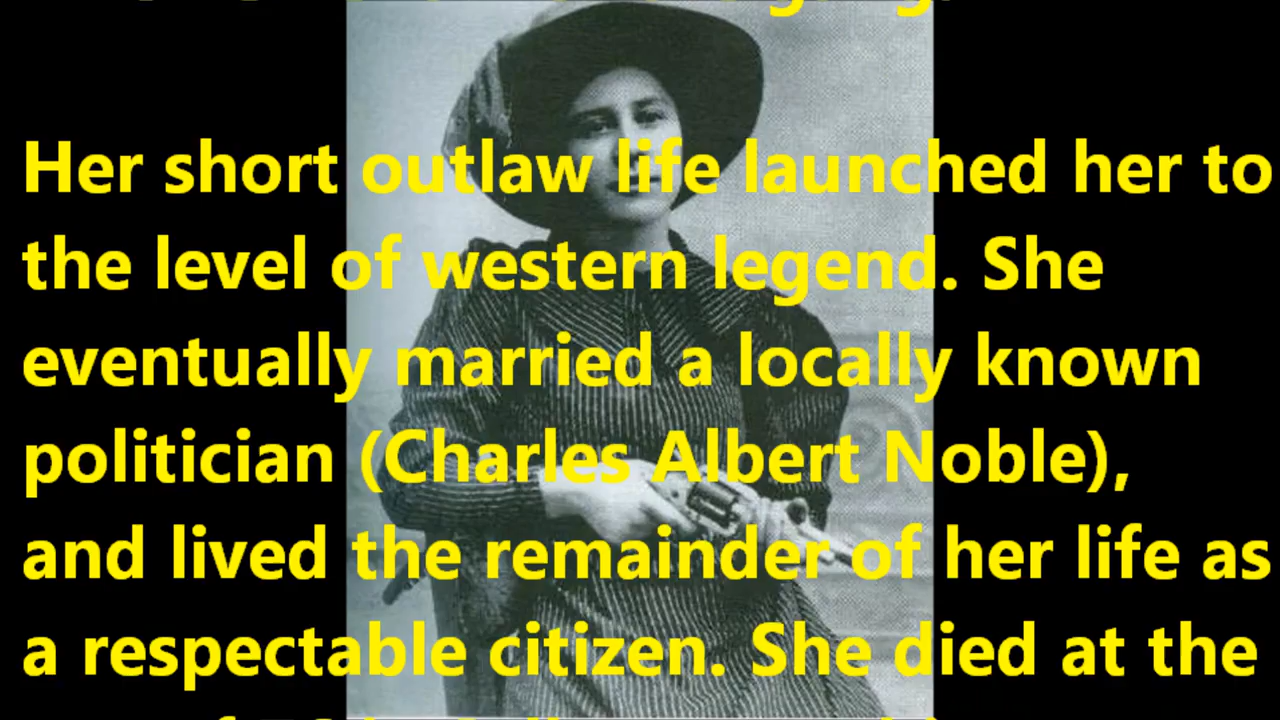 Her short outlaw life launched her to
the level of western legend. She
eventually married a locally known
politician (Charles Albert Noble),
and lived the remainder of her life as
a respectable citizen. She died at the